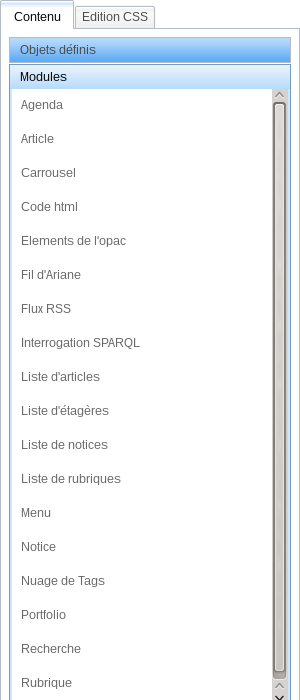 Contenu
Edition CSS
Objets définis
Modules
Agenda
Article
Carrousel
Code html
Elements de l'opac
Fil d'Ariane
Flux RSS
Interrogation SPARQL
Liste d'articles
Liste d'étagères
Liste de notices
Liste de rubriques
Menu
Notice
Nuage de Tags
Portfolio
Recherche
Rubrique